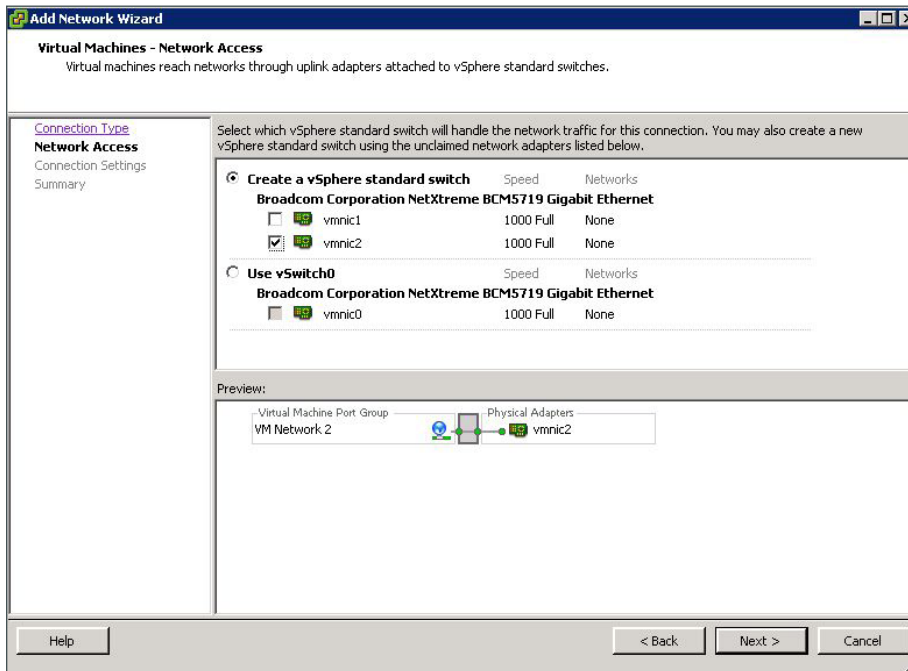 Add Network Wizard
Virtual Machines - Network Access
Virtual machines reach networks through uplink adapters attached to vSphere standard switches.
Connection Type
Network Access
Connection Settings
Summary
Select which vSphere standard switch will handle the network traffic for this connection. You may also create a new
vSphere standard switch using the unclaimed network adapters listed below.
Create a vSphere standard switch Speed Networks
Broadcom Corporation NetXtreme BCM5719 Gigabit Ethernet
vmnic1 1000 Full None
vmnic2 1000 Full None
Use vSwitch0 Speed Networks
Broadcom Corporation NetXtreme BCM5719 Gigabit Ethernet
vmnic0 1000 Full None
Preview:
Virtual Machine Port Group Physical Adapters
VM Network 2 vmnic2
Help < Back Next > Cancel